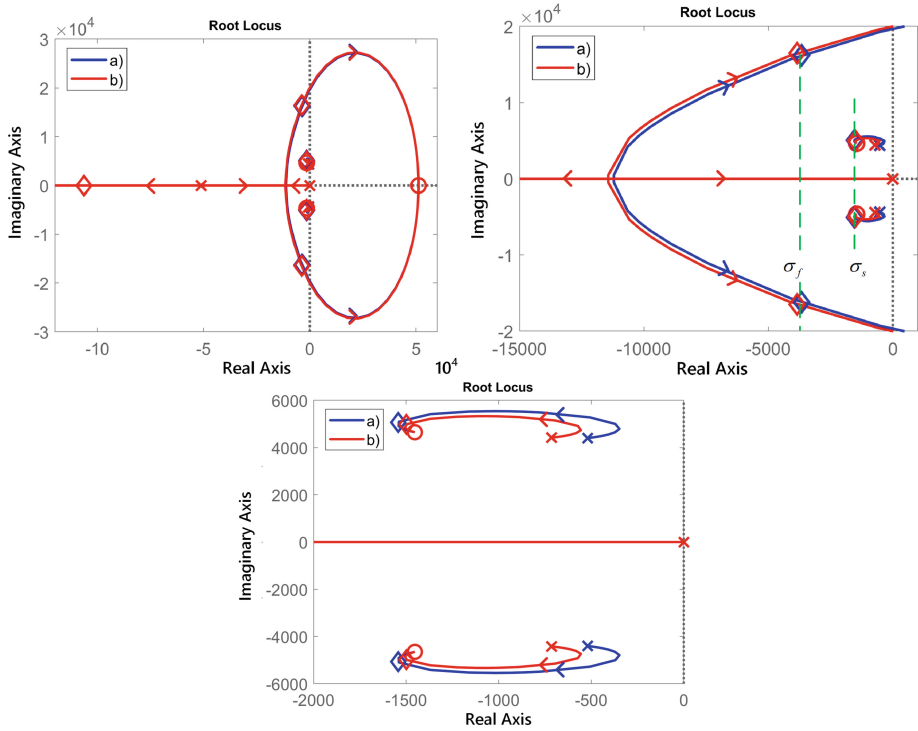 Root Locus
×10⁴
3
2
1
0
-1
-2
-3
a)
b)
Imaginary Axis
-10
-5
0
5
10⁴
Real Axis
Root Locus
×10⁴
2
1
0
-1
-2
a)
b)
Imaginary Axis
σf
σs
-15000
-10000
-5000
0
Real Axis
Root Locus
6000
4000
2000
0
-2000
-4000
-6000
a)
b)
Imaginary Axis
-2000
-1500
-1000
-500
0
Real Axis